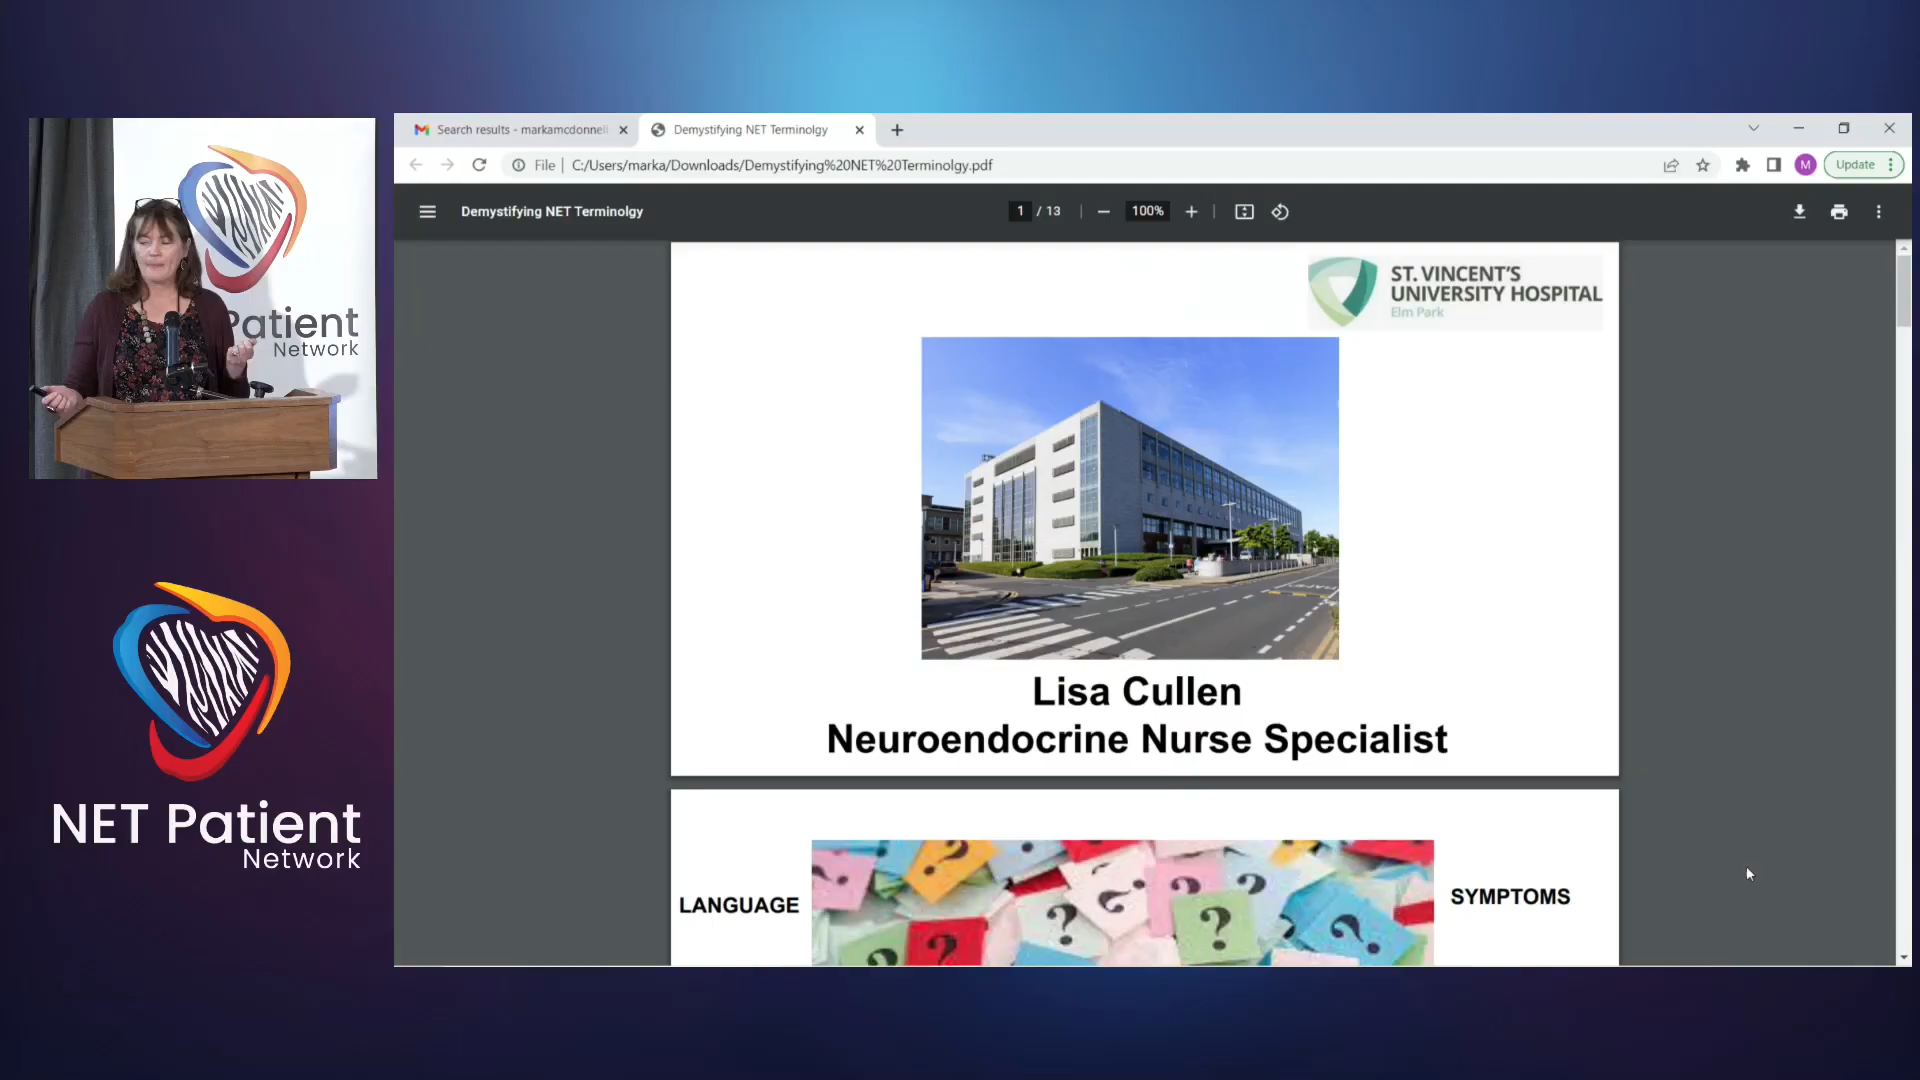 Patient
Network
NET Patient
Network
Search results - markamcdonnell
Demystifying NET Terminolgy
File
C:/Users/marka/Downloads/Demystifying%20NET%20Terminolgy.pdf
M
Update
Demystifying NET Terminolgy
1 / 13
100%
ST. VINCENT'S
UNIVERSITY HOSPITAL
Elm Park
Lisa Cullen
Neuroendocrine Nurse Specialist
LANGUAGE
SYMPTOMS
? ? ? ? ? ? ? ? ? ?